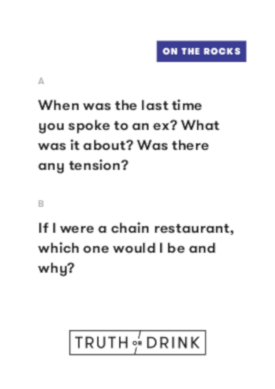 ON THE ROCKS
A
When was the last time
you spoke to an ex? What
was it about? Was there
any tension?
B
If I were a chain restaurant,
which one would I be and
why?
TRUTH OR DRINK